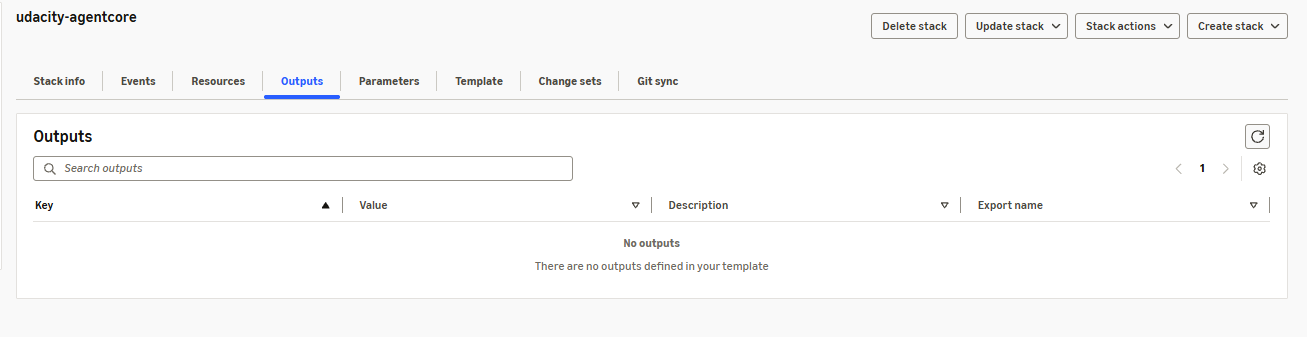 udacity-agentcore
Delete stack Update stack Stack actions Create stack
Stack info Events Resources Outputs Parameters Template Change sets Git sync
Outputs
Search outputs
1
Key Value Description Export name
No outputs
There are no outputs defined in your template